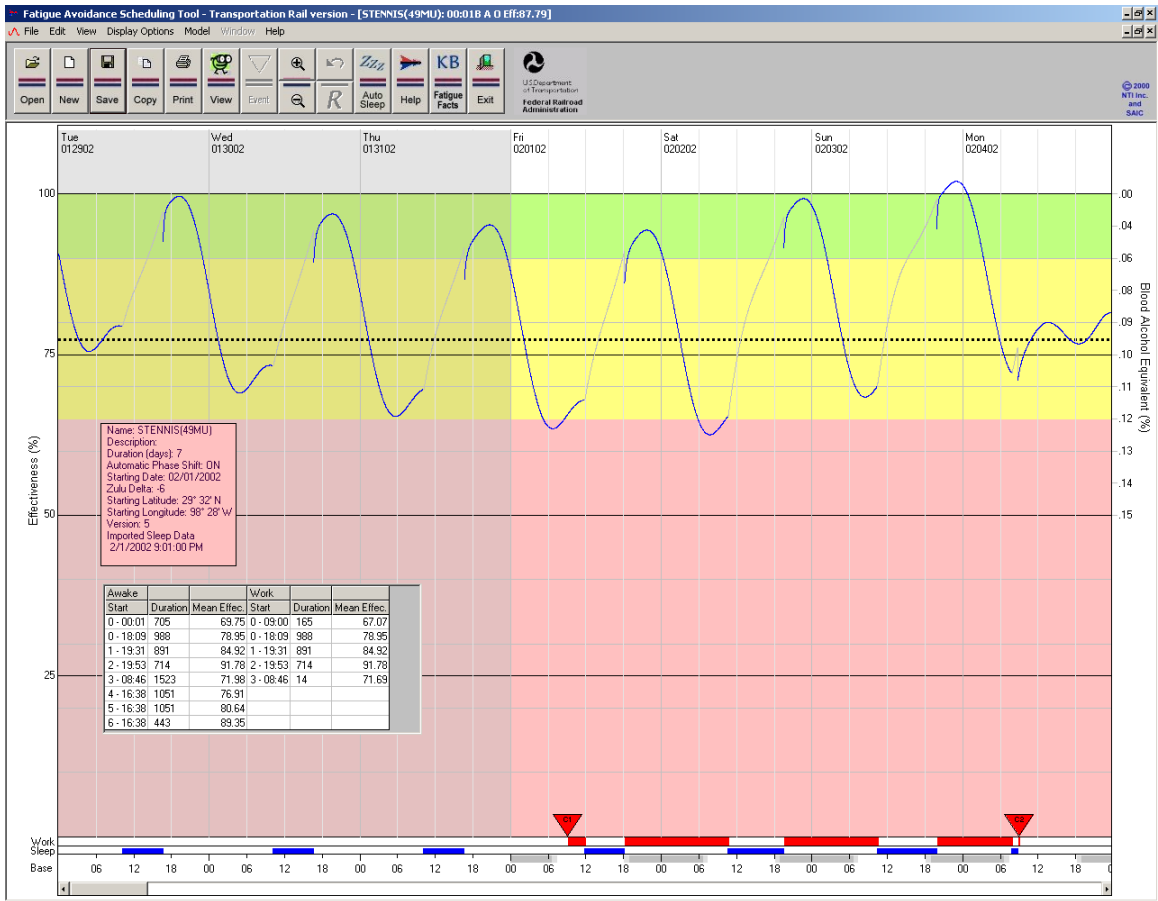 Fatigue Avoidance Scheduling Tool - Transportation Rail version - [STENNIS(49MU): 00:01B A O Eff:87.79]
File Edit View Display Options Model Window Help
ZZZ KB
Open New Save Copy Print View Event R Auto Sleep Help Fatigue Facts Exit
U.S.Department
of Transportation
Federal Railroad
Administration
© 2000
NTI Inc.
and
SAIC
Tue Wed Thu Fri Sat Sun Mon
012902 013002 013102 020102 020202 020302 020402
100
75
50
25
Effectiveness (%)
.00
.04
.06
.08
.09
.10
.11
.12
.13
.14
.15
Blood Alcohol Equivalent (%)
Name: STENNIS(49MU)
Description:
Duration (days): 7
Automatic Phase Shift: ON
Starting Date: 02/01/2002
Zulu Delta: -6
Starting Latitude: 29° 32' N
Starting Longitude: 98° 28' W
Version: 5
Imported Sleep Data
2/1/2002 9:01:00 PM
Awake Work
Start Duration Mean Effec. Start Duration Mean Effec.
0 - 00:01 705 69.75 0 - 09:00 165 67.07
0 - 18:09 988 78.95 0 - 18:09 988 78.95
1 - 19:31 891 84.92 1 - 19:31 891 84.92
2 - 19:53 714 91.78 2 - 19:53 714 91.78
3 - 08:46 1523 71.98 3 - 08:46 14 71.69
4 - 16:38 1051 76.91
5 - 16:38 1051 80.64
6 - 16:38 443 89.35
Work
Sleep
Base 06 12 18 00 06 12 18 00 06 12 18 00 06 12 18 00 06 12 18 00 06 12 18 00 06 12 18 0